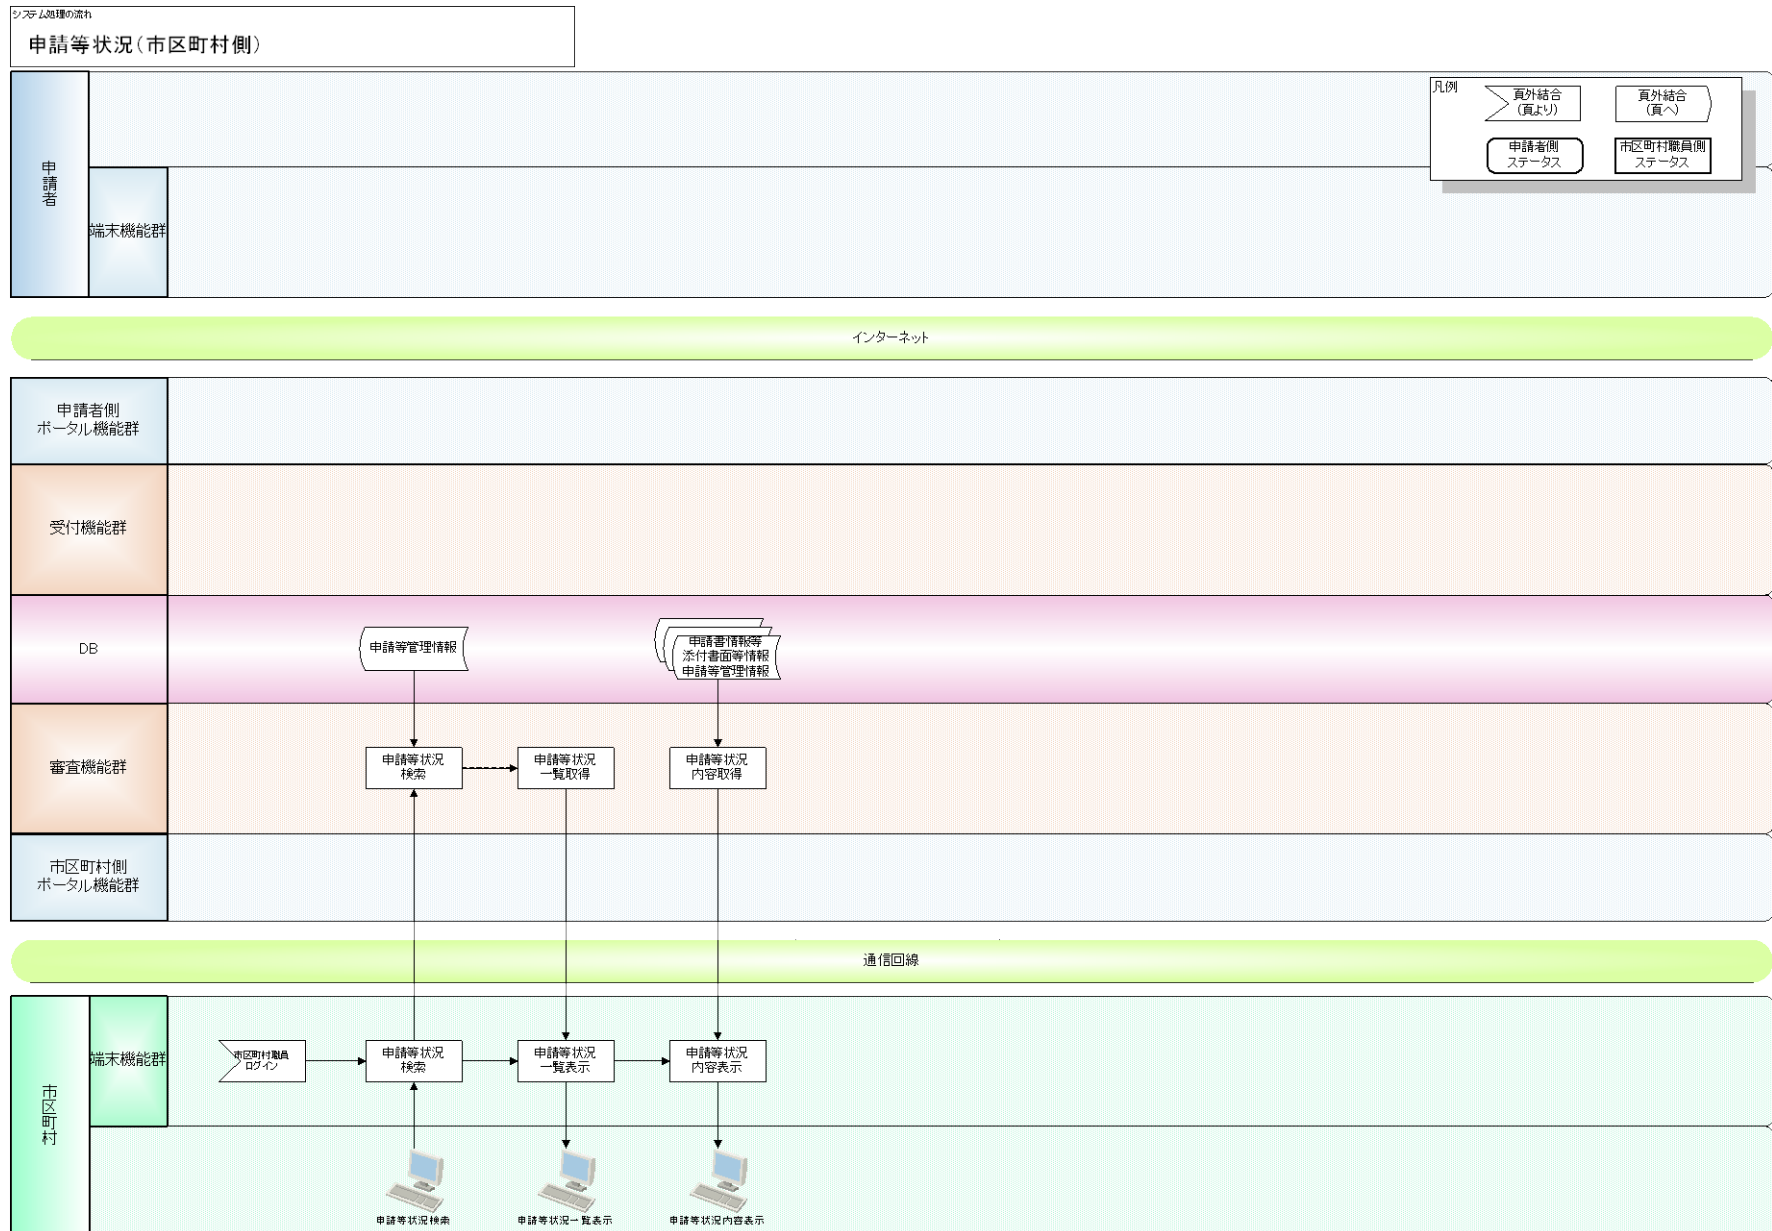 システム処理の流れ
申請等状況(市区町村側)
凡例
頁外結合
(頁より)
頁外結合
(頁へ)
申請者側
ステータス
市区町村職員側
ステータス
申請者
端末機能群
インターネット
申請者側
ポータル機能群
受付機能群
DB
申請等管理情報
申請書情報等
添付書面等情報
申請等管理情報
審査機能群
申請等状況
検索
申請等状況
一覧取得
申請等状況
内容取得
市区町村側
ポータル機能群
通信回線
市区町村
端末機能群
市区町村職員
ログイン
申請等状況
検索
申請等状況
一覧表示
申請等状況
内容表示
申請等状況検索
申請等状況一覧表示
申請等状況内容表示